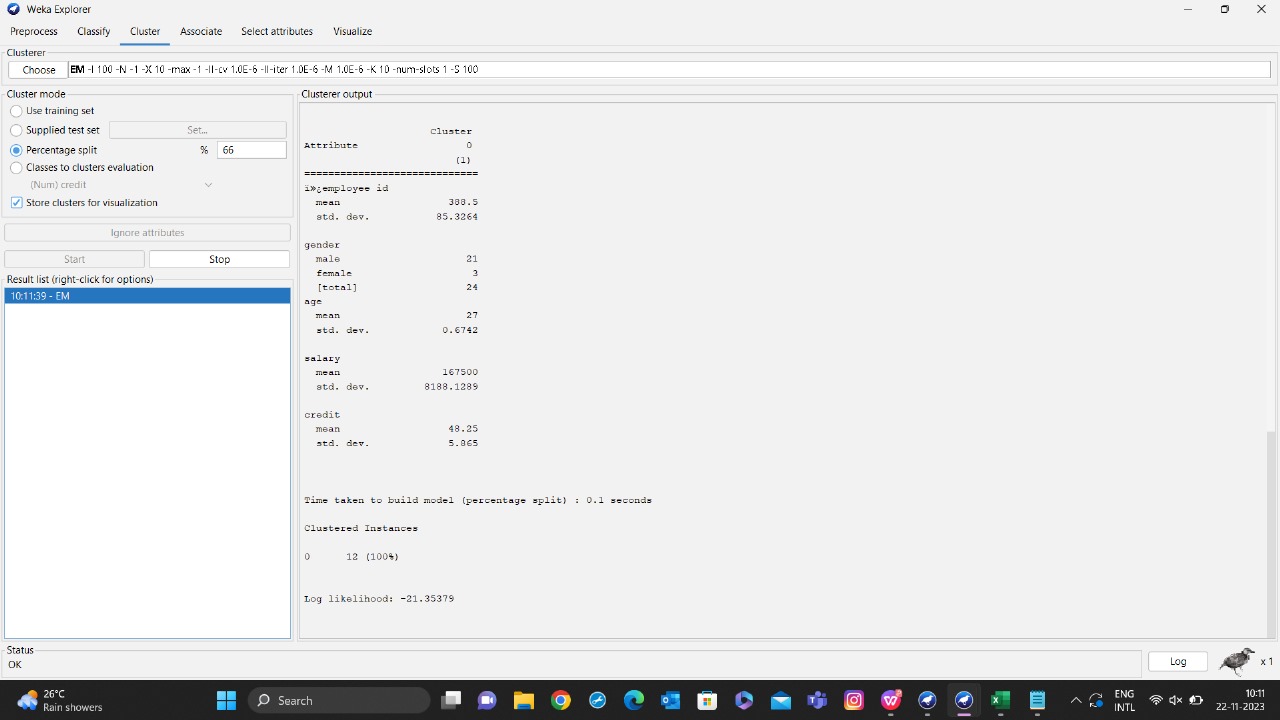 Weka Explorer
Preprocess Classify Cluster Associate Select attributes Visualize
Clusterer
Choose EM -I 100 -N -1 -X 10 -max -1 -ll-cv 1.0E-6 -ll-iter 1.0E-6 -M 1.0E-6 -K 10 -num-slots 1 -S 100
Cluster mode
Use training set
Supplied test set Set...
Percentage split % 66
Classes to clusters evaluation
(Num) credit
Store clusters for visualization
Ignore attributes
Start Stop
Result list (right-click for options)
10:11:39 - EM
Clusterer output
Cluster
Attribute 0
(1)
=============================
ï»¿employee id
mean 388.5
std. dev. 85.3264
gender
male 21
female 3
[total] 24
age
mean 27
std. dev. 0.6742
salary
mean 167500
std. dev. 8188.1289
credit
mean 48.25
std. dev. 5.865
Time taken to build model (percentage split) : 0.1 seconds
Clustered Instances
0 12 (100%)
Log likelihood: -21.35379
Status
OK
Log x 1
26°C
Rain showers
Search
ENG
INTL
10:11
22-11-2023